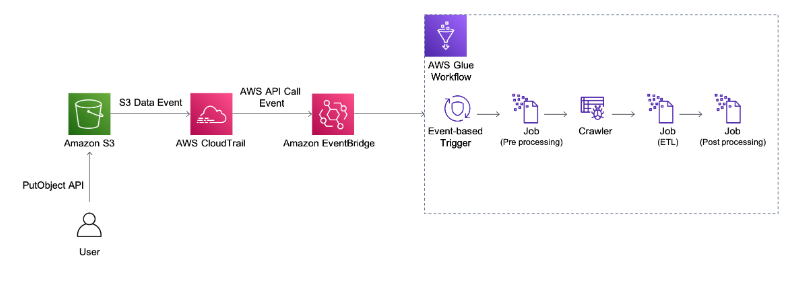 AWS Glue
Workflow
S3 Data Event
AWS API Call
Event
Amazon S3
AWS CloudTrail
Amazon EventBridge
Event-based
Trigger
Job
(Pre processing)
Crawler
Job
(ETL)
Job
(Post processing)
PutObject API
User